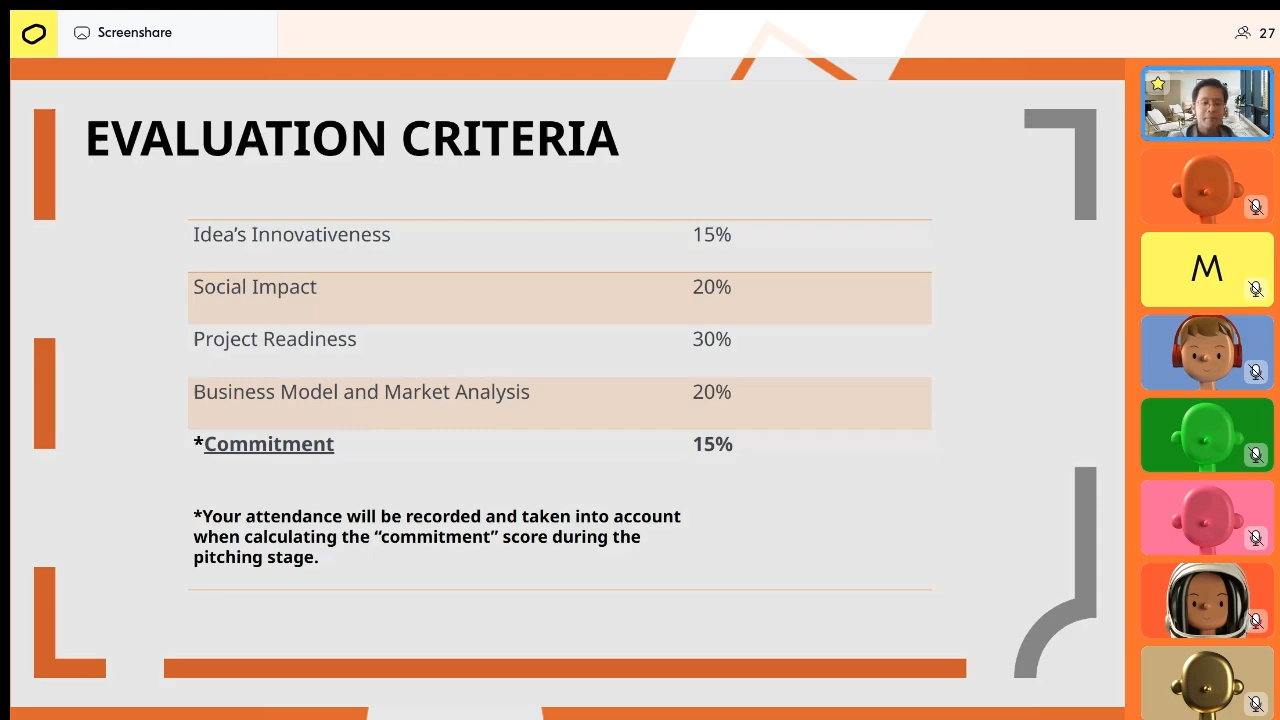 Screenshare
27
EVALUATION CRITERIA
Idea’s Innovativeness 15%
Social Impact 20%
Project Readiness 30%
Business Model and Market Analysis 20%
*Commitment 15%
*Your attendance will be recorded and taken into account
when calculating the “commitment” score during the
pitching stage.
M